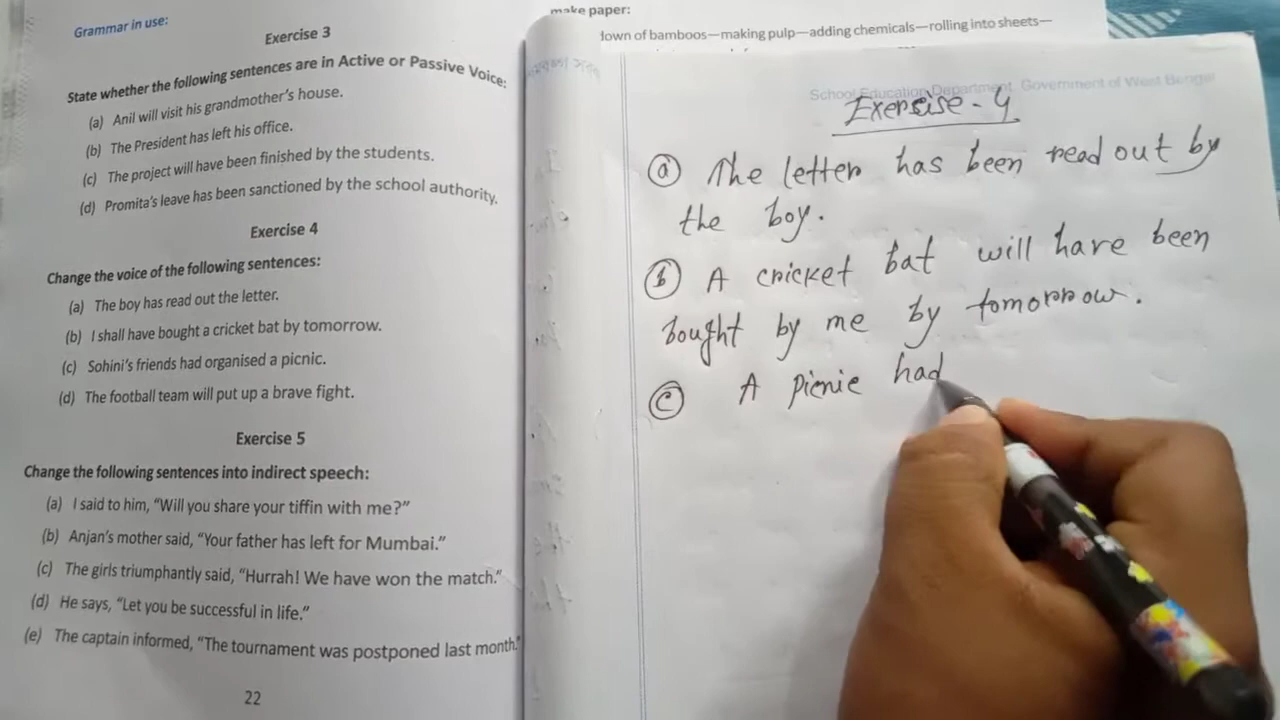 Grammar in use:
Exercise 3
State whether the following sentences are in Active or Passive Voice:
(a) Anil will visit his grandmother's house.
(b) The President has left his office.
(c) The project will have been finished by the students.
(d) Promita's leave has been sanctioned by the school authority.
Exercise 4
Change the voice of the following sentences:
(a) The boy has read out the letter.
(b) I shall have bought a cricket bat by tomorrow.
(c) Sohini's friends had organised a picnic.
(d) The football team will put up a brave fight.
Exercise 5
Change the following sentences into indirect speech:
(a) I said to him, "Will you share your tiffin with me?"
(b) Anjan's mother said, "Your father has left for Mumbai."
(c) The girls triumphantly said, "Hurrah! We have won the match."
(d) He says, "Let you be successful in life."
(e) The captain informed, "The tournament was postponed last month."
22
make paper:
down of bamboos—making pulp—adding chemicals—rolling into sheets—
School Education Department, Government of West Bengal
Exercise - 4
(a) The letter has been read out by
the boy.
(b) A cricket bat will have been
bought by me by tomorrow.
(c) A picnic had